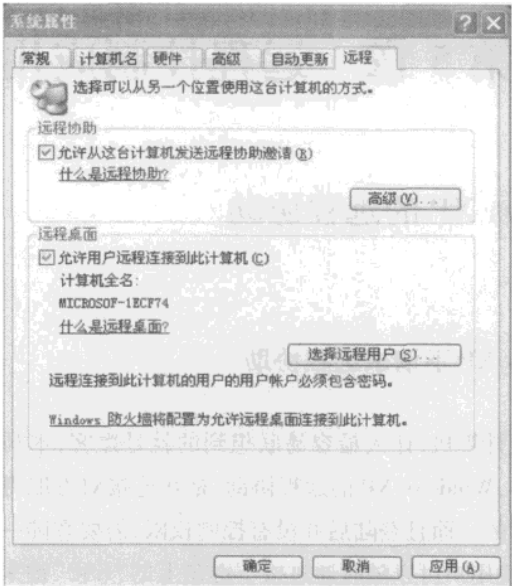 系统属性
常规 计算机名 硬件 高级 自动更新 远程
选择可以从另一个位置使用这台计算机的方式。
远程协助
允许从这台计算机发送远程协助邀请(R)
什么是远程协助?
高级(V)...
远程桌面
允许用户远程连接到此计算机(C)
计算机全名:
MICROSOF-1ECF74
什么是远程桌面?
选择远程用户(S)...
远程连接到此计算机的用户的用户帐户必须包含密码。
Windows 防火墙将配置为允许远程桌面连接到此计算机。
确定 取消 应用(A)